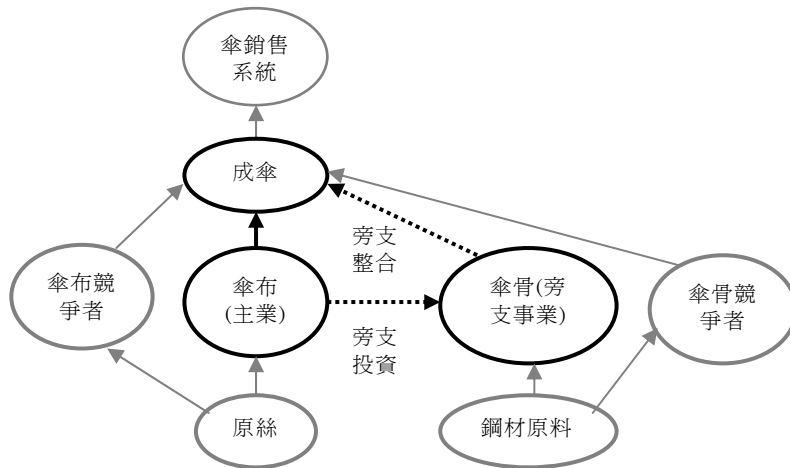 傘銷售
系統
成傘
旁支
整合
傘布競
爭者
傘布
(主業)
傘骨(旁
支事業)
傘骨競
爭者
旁支
投資
原絲
鋼材原料